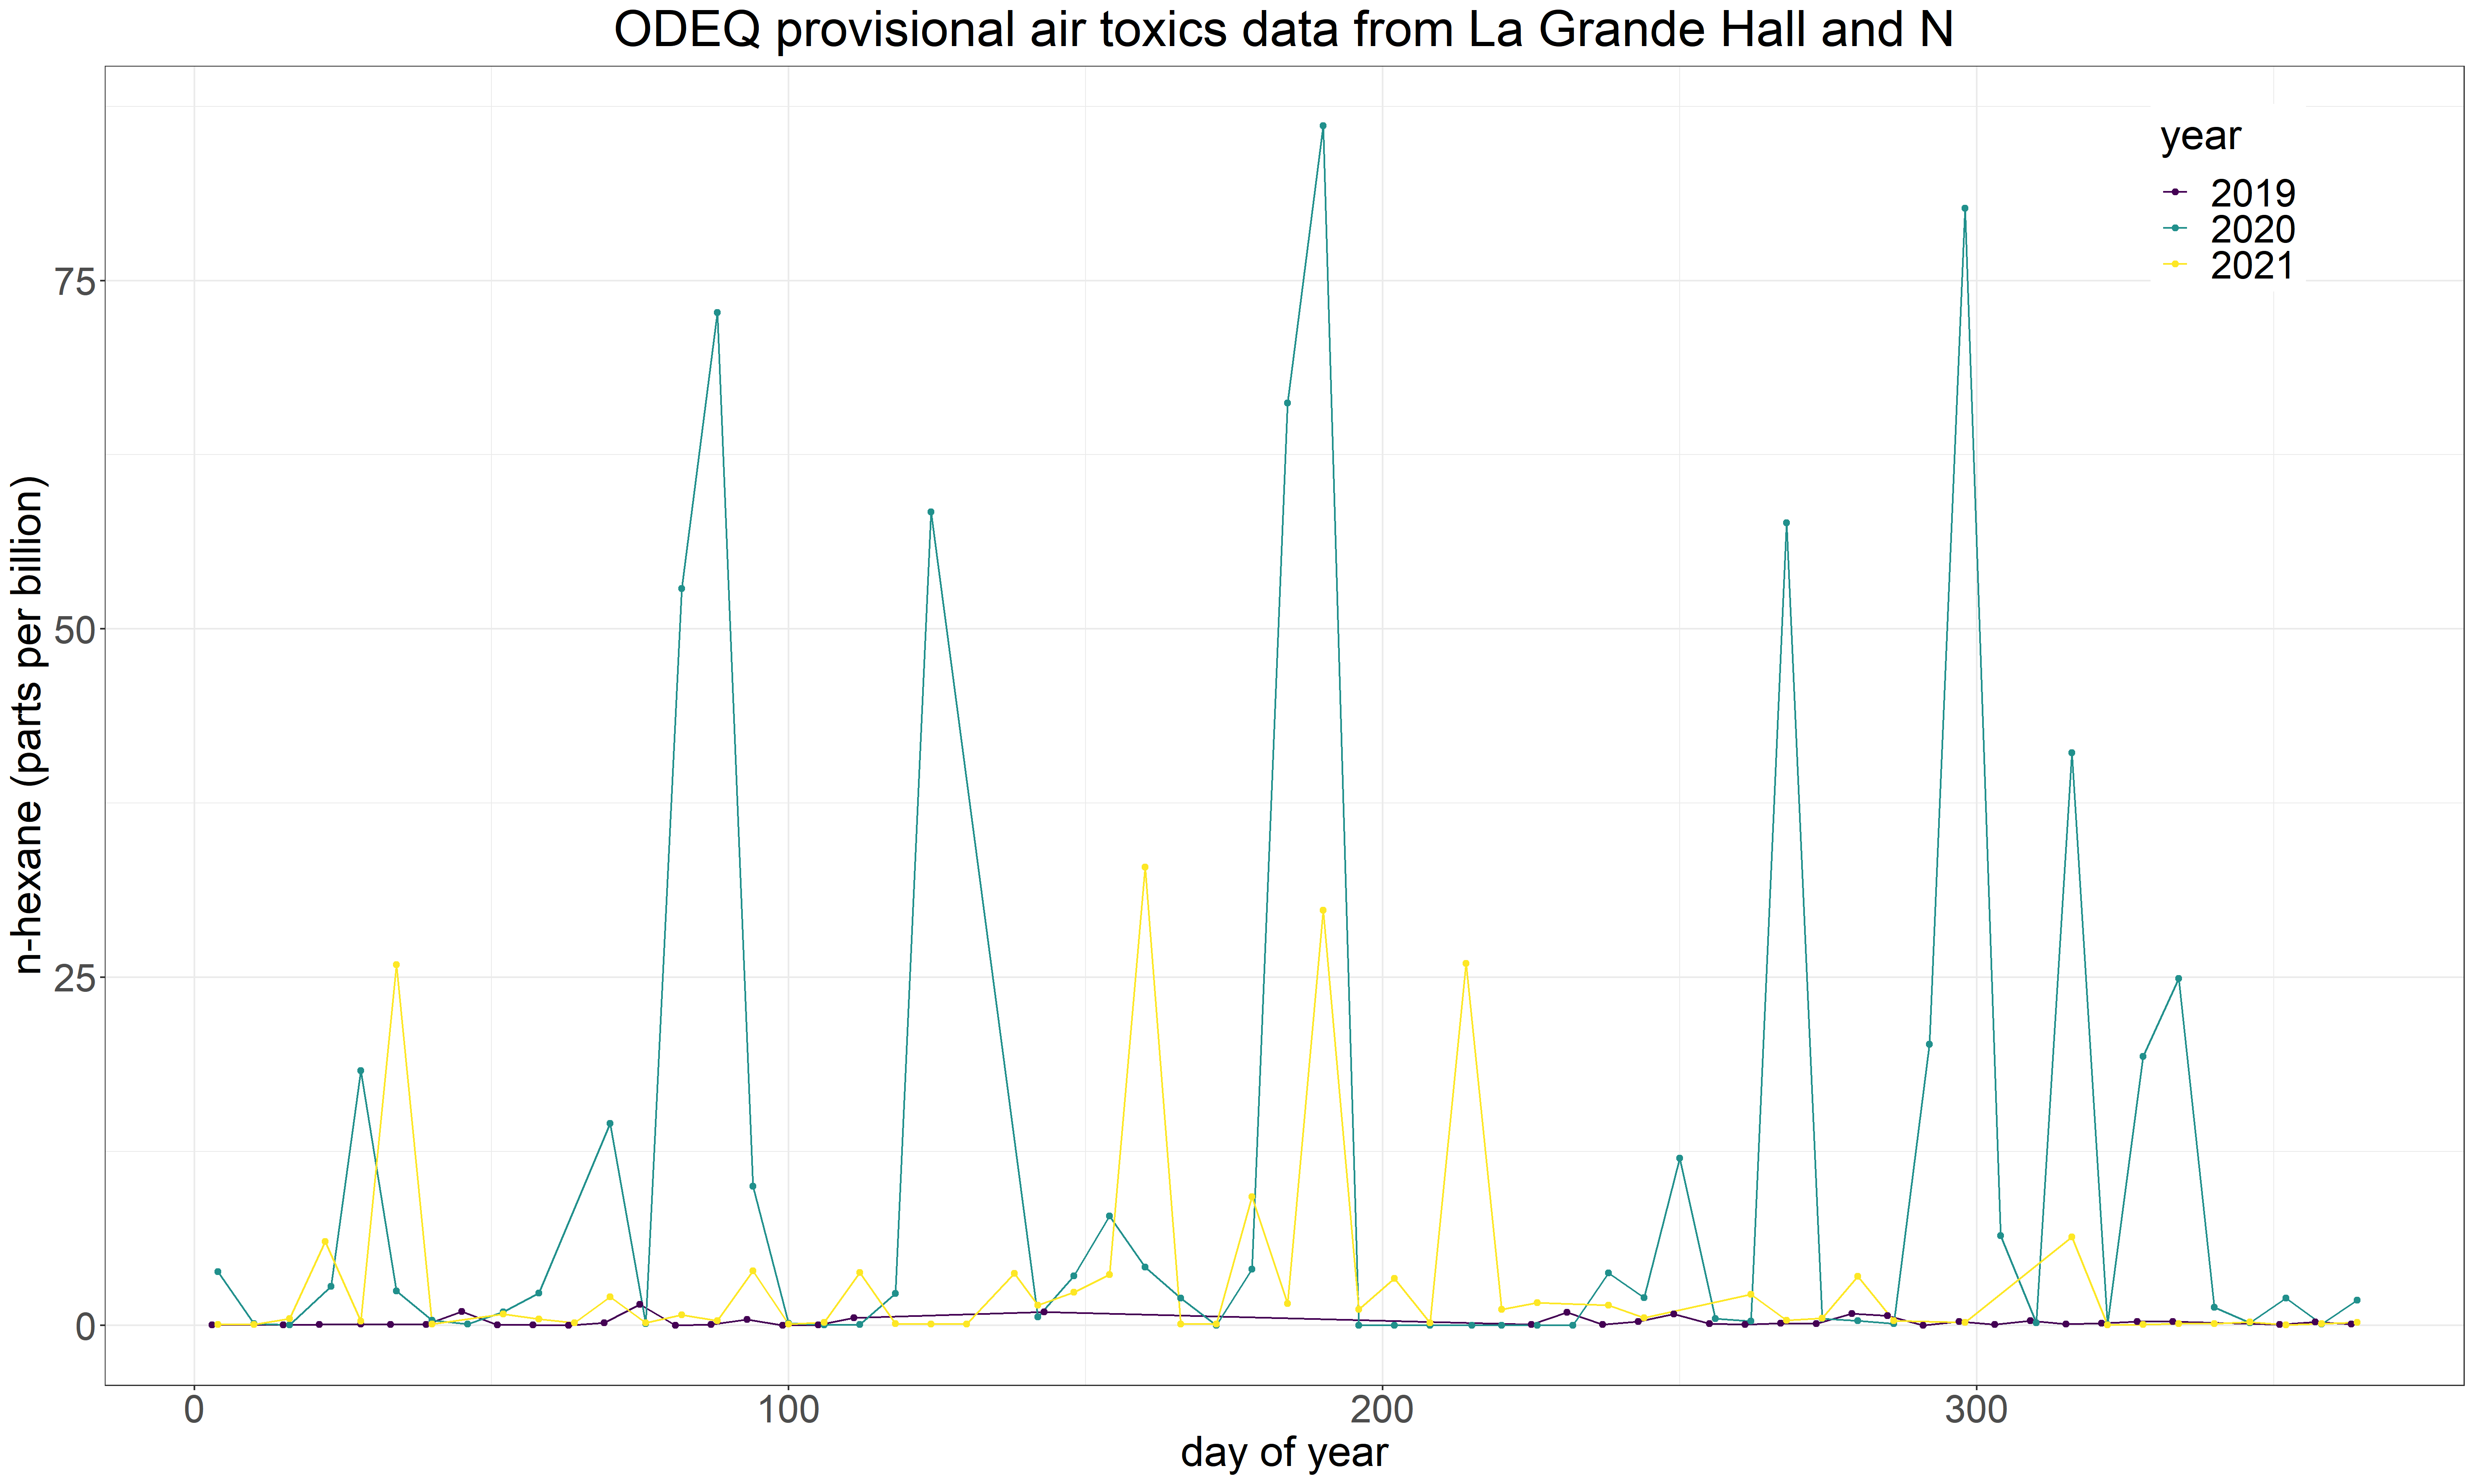 ODEQ provisional air toxics data from La Grande Hall and N
year
2019
2020
2021
75
50
25
0
n-hexane (parts per billion)
0 100 200 300
day of year